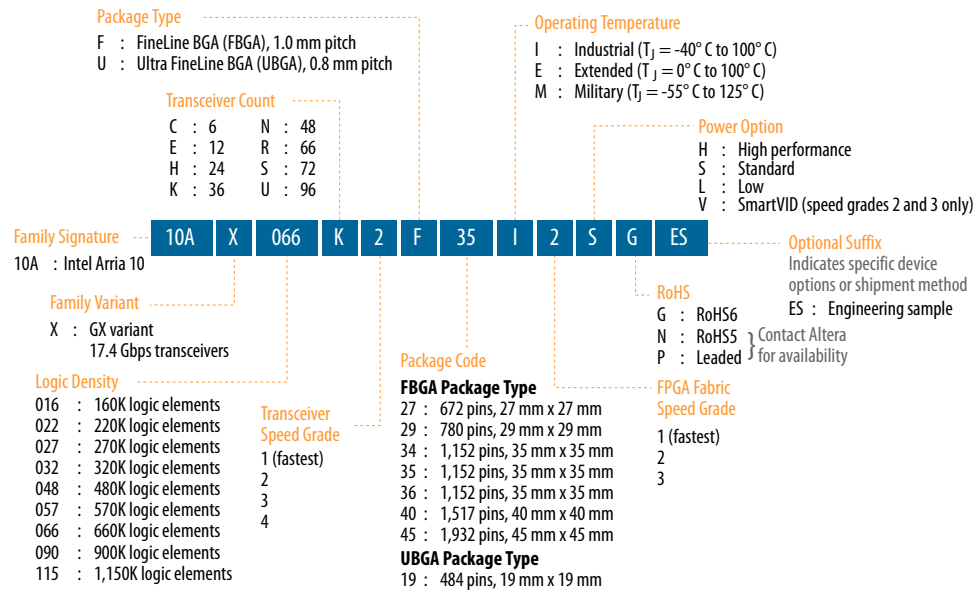 Package Type
F : FineLine BGA (FBGA), 1.0 mm pitch
U : Ultra FineLine BGA (UBGA), 0.8 mm pitch
Operating Temperature
I : Industrial (TJ = -40° C to 100° C)
E : Extended (TJ = 0° C to 100° C)
M : Military (TJ = -55° C to 125° C)
Transceiver Count
C : 6 N : 48
E : 12 R : 66
H : 24 S : 72
K : 36 U : 96
Power Option
H : High performance
S : Standard
L : Low
V : SmartVID (speed grades 2 and 3 only)
10A X 066 K 2 F 35 I 2 S G ES
Family Signature
10A : Intel Arria 10
Family Variant
X : GX variant
17.4 Gbps transceivers
Logic Density
016 : 160K logic elements
022 : 220K logic elements
027 : 270K logic elements
032 : 320K logic elements
048 : 480K logic elements
057 : 570K logic elements
066 : 660K logic elements
090 : 900K logic elements
115 : 1,150K logic elements
Transceiver
Speed Grade
1 (fastest)
2
3
4
Package Code
FBGA Package Type
27 : 672 pins, 27 mm x 27 mm
29 : 780 pins, 29 mm x 29 mm
34 : 1,152 pins, 35 mm x 35 mm
35 : 1,152 pins, 35 mm x 35 mm
36 : 1,152 pins, 35 mm x 35 mm
40 : 1,517 pins, 40 mm x 40 mm
45 : 1,932 pins, 45 mm x 45 mm
UBGA Package Type
19 : 484 pins, 19 mm x 19 mm
FPGA Fabric
Speed Grade
1 (fastest)
2
3
RoHS
G : RoHS6
N : RoHS5
P : Leaded
Contact Altera
for availability
Optional Suffix
Indicates specific device
options or shipment method
ES : Engineering sample